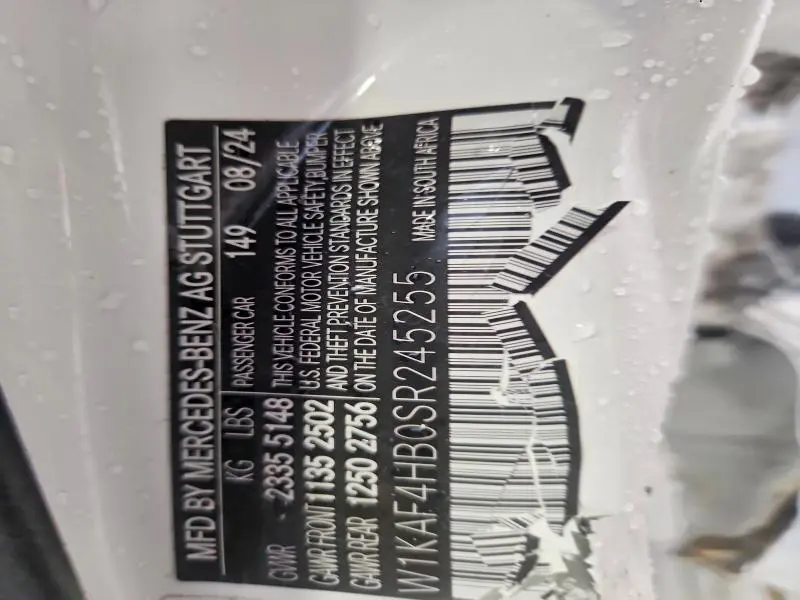 MFD BY MERCEDES-BENZ AG STUTTGART
KG LBS PASSENGER CAR 149 08/24
GWR 2335 5148
GAWR FRONT 1135 2502
GAWR REAR 1250 2756
THIS VEHICLE CONFORMS TO ALL APPLICABLE
U.S. FEDERAL MOTOR VEHICLE SAFETY,BUMPER
AND THEFT PREVENTION STANDARDS IN EFFECT
ON THE DATE OF MANUFACTURE SHOWN ABOVE
W1KAF4HB0SR245255 MADE IN SOUTH AFRICA